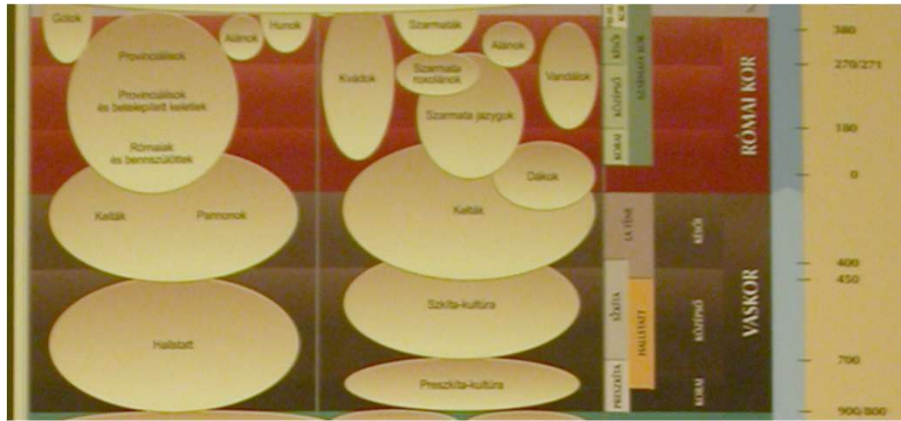 Gótok
Hunok
Alánok
Provinciálisok
Provinciálisok
és betelepített keletiek
Rómaiak
és bennszülöttek
Kelták
Pannonok
Hallstatt
Szarmaták
Alánok
Kvádok
Szarmata
roxolánok
Vandálok
Szarmata jazygok
Dákok
Kelták
Szkíta-kultúra
Preszkíta-kultúra
KÉSŐI
KÖZÉPSŐ
KORAI
SZARMATA KOR
LA TÈNE
SZKÍTA
HALLSTATT
PRESZKÍTA
KÉSŐI
KÖZÉPSŐ
KORAI
RÓMAI KOR
VASKOR
380
270/271
180
0
400
450
700
900/800